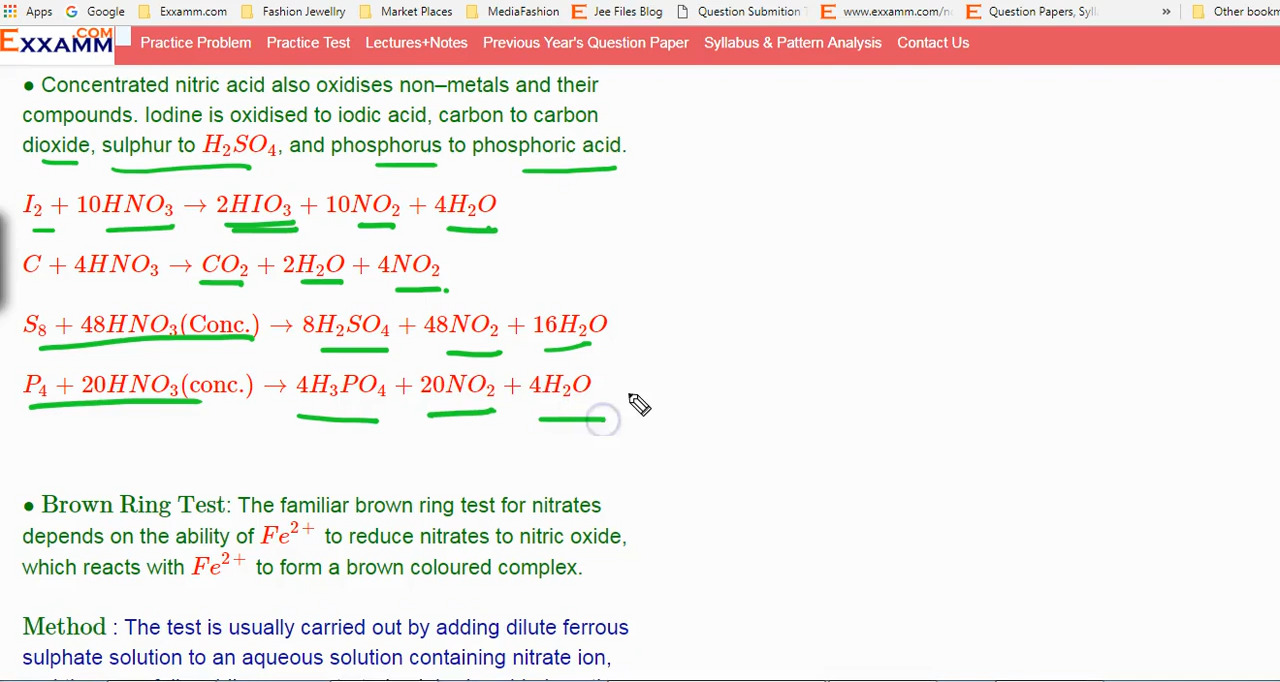 Apps Google Exxamm.com Fashion Jewellry Market Places MediaFashion Jee Files Blog Question Submition T www.exxamm.com/n Question Papers, Syll » Other bookm
EXXAMM .COM Practice Problem Practice Test Lectures+Notes Previous Year's Question Paper Syllabus & Pattern Analysis Contact Us
● Concentrated nitric acid also oxidises non–metals and their
compounds. Iodine is oxidised to iodic acid, carbon to carbon
dioxide, sulphur to H₂SO₄, and phosphorus to phosphoric acid.
I₂ + 10HNO₃ → 2HIO₃ + 10NO₂ + 4H₂O
C + 4HNO₃ → CO₂ + 2H₂O + 4NO₂
S₈ + 48HNO₃(Conc.) → 8H₂SO₄ + 48NO₂ + 16H₂O
P₄ + 20HNO₃(conc.) → 4H₃PO₄ + 20NO₂ + 4H₂O
● Brown Ring Test: The familiar brown ring test for nitrates
depends on the ability of Fe²⁺ to reduce nitrates to nitric oxide,
which reacts with Fe²⁺ to form a brown coloured complex.
Method : The test is usually carried out by adding dilute ferrous
sulphate solution to an aqueous solution containing nitrate ion,